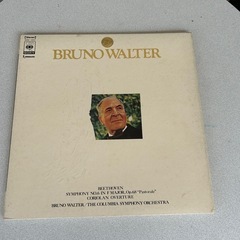 BRUNO WALTER
BEETHOVEN
SYMPHONY NO.6 IN F MAJOR, Op.68 "Pastorale"
CORIOLAN OVERTURE
BRUNO WALTER / THE COLUMBIA SYMPHONY ORCHESTRA